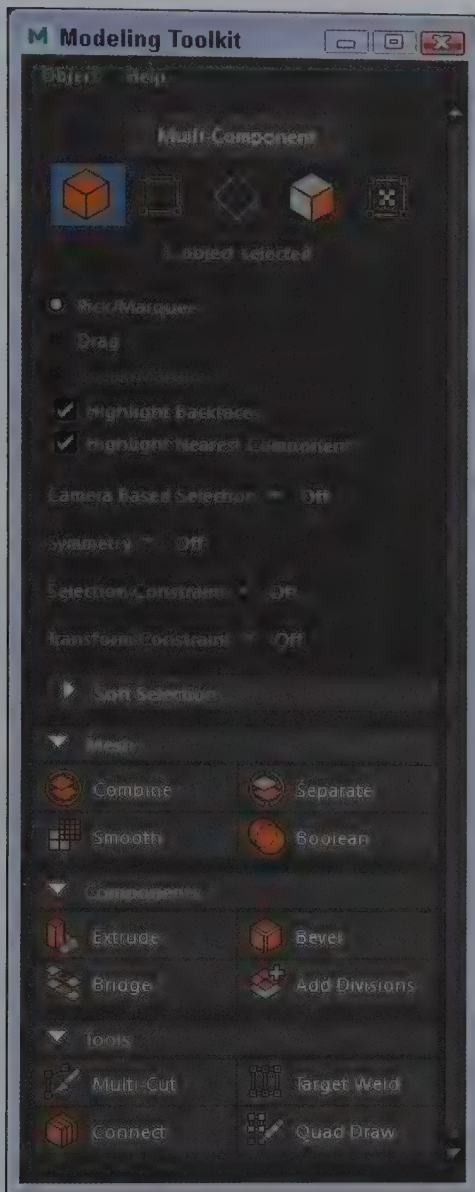 M Modeling Toolkit
Object Help
Multi-Component
1 object selected
Pick/Marquee
Drag
Highlight Backfaces
Highlight Nearest Component
Camera Based Selection Off
Symmetry Off
Selection Constraint Off
Transform Constraint Off
Soft Selection
Mesh
Combine Separate
Smooth Boolean
Components
Extrude Bevel
Bridge Add Divisions
Tools
Multi-Cut Target Weld
Connect Quad Draw